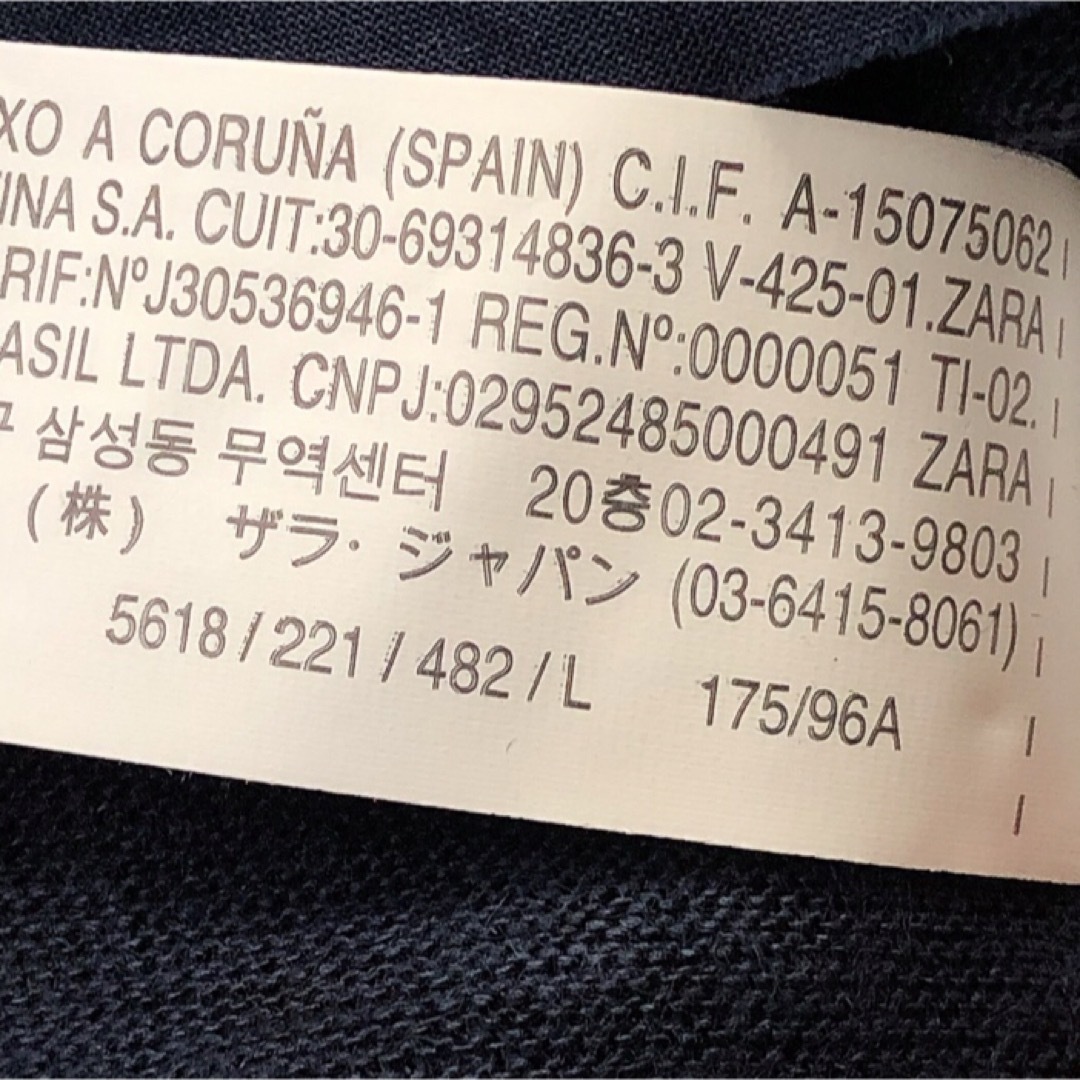 XO A CORUÑA (SPAIN) C.I.F. A-15075062
INA S.A. CUIT:30-69314836-3 V-425-01.ZARA
RIF:NºJ30536946-1 REG.Nº:0000051 TI-02.
ASIL LTDA. CNPJ:02952485000491 ZARA
구 삼성동 무역센터 20층02-3413-9803
(株) ザラ・ジャパン (03-6415-8061)
5618/221/482/L 175/96A